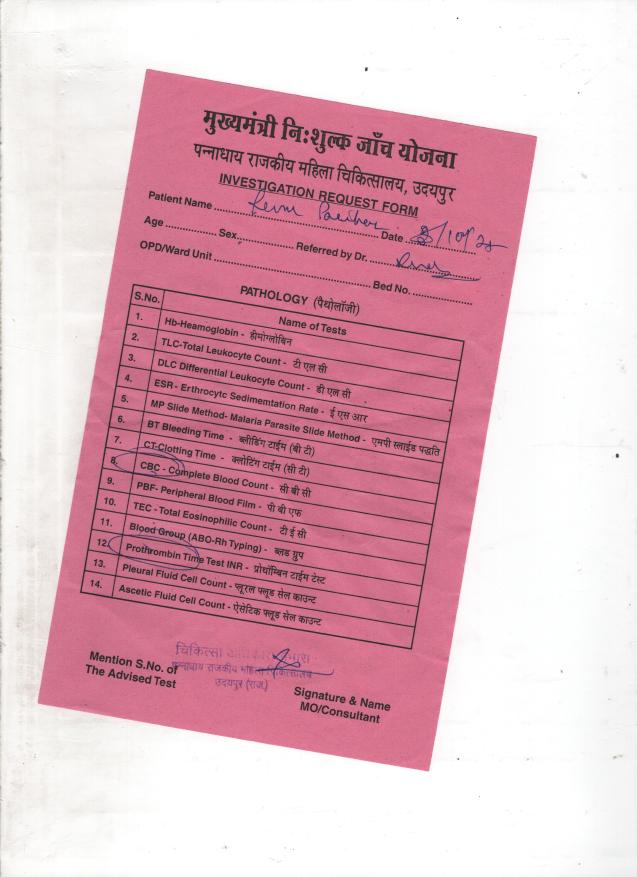 मुख्यमंत्री निःशुल्क जाँच योजना
पन्नाधाय राजकीय महिला चिकित्सालय, उदयपुर
INVESTIGATION REQUEST FORM
Patient Name Date
Age Sex Referred by Dr.
OPD/Ward Unit Bed No.
PATHOLOGY (पैथोलॉजी)
S.No. Name of Tests
1. Hb-Heamoglobin - हीमोग्लोबिन
2. TLC-Total Leukocyte Count - टी एल सी
3. DLC Differential Leukocyte Count - डी एल सी
4. ESR - Erthrocytc Sedimemtation Rate - ई एस आर
5. MP Slide Method- Malaria Parasite Slide Method - एमपी स्लाईड पद्धति
6. BT Bleeding Time - ब्लीडिंग टाईम (बी टी)
7. CT-Clotting Time - क्लोटिंग टाईम (सी टी)
8. CBC - Complete Blood Count - सी बी सी
9. PBF- Peripheral Blood Film - पी बी एफ
10. TEC - Total Eosinophilic Count - टी ई सी
11. Blood Group (ABO-Rh Typing) - ब्लड ग्रुप
12. Prothrombin Time Test INR - प्रोथॉम्बिन टाईम टेस्ट
13. Pleural Fluid Cell Count - प्लूरल फ्लूड सेल काउन्ट
14. Ascetic Fluid Cell Count - ऐसेटिक फ्लूड सेल काउन्ट
चिकित्सा
पन्नाधाय राजकीय महिला चिकित्सालय
उदयपुर (राज.)
Mention S.No. of
The Advised Test
Signature & Name
MO/Consultant